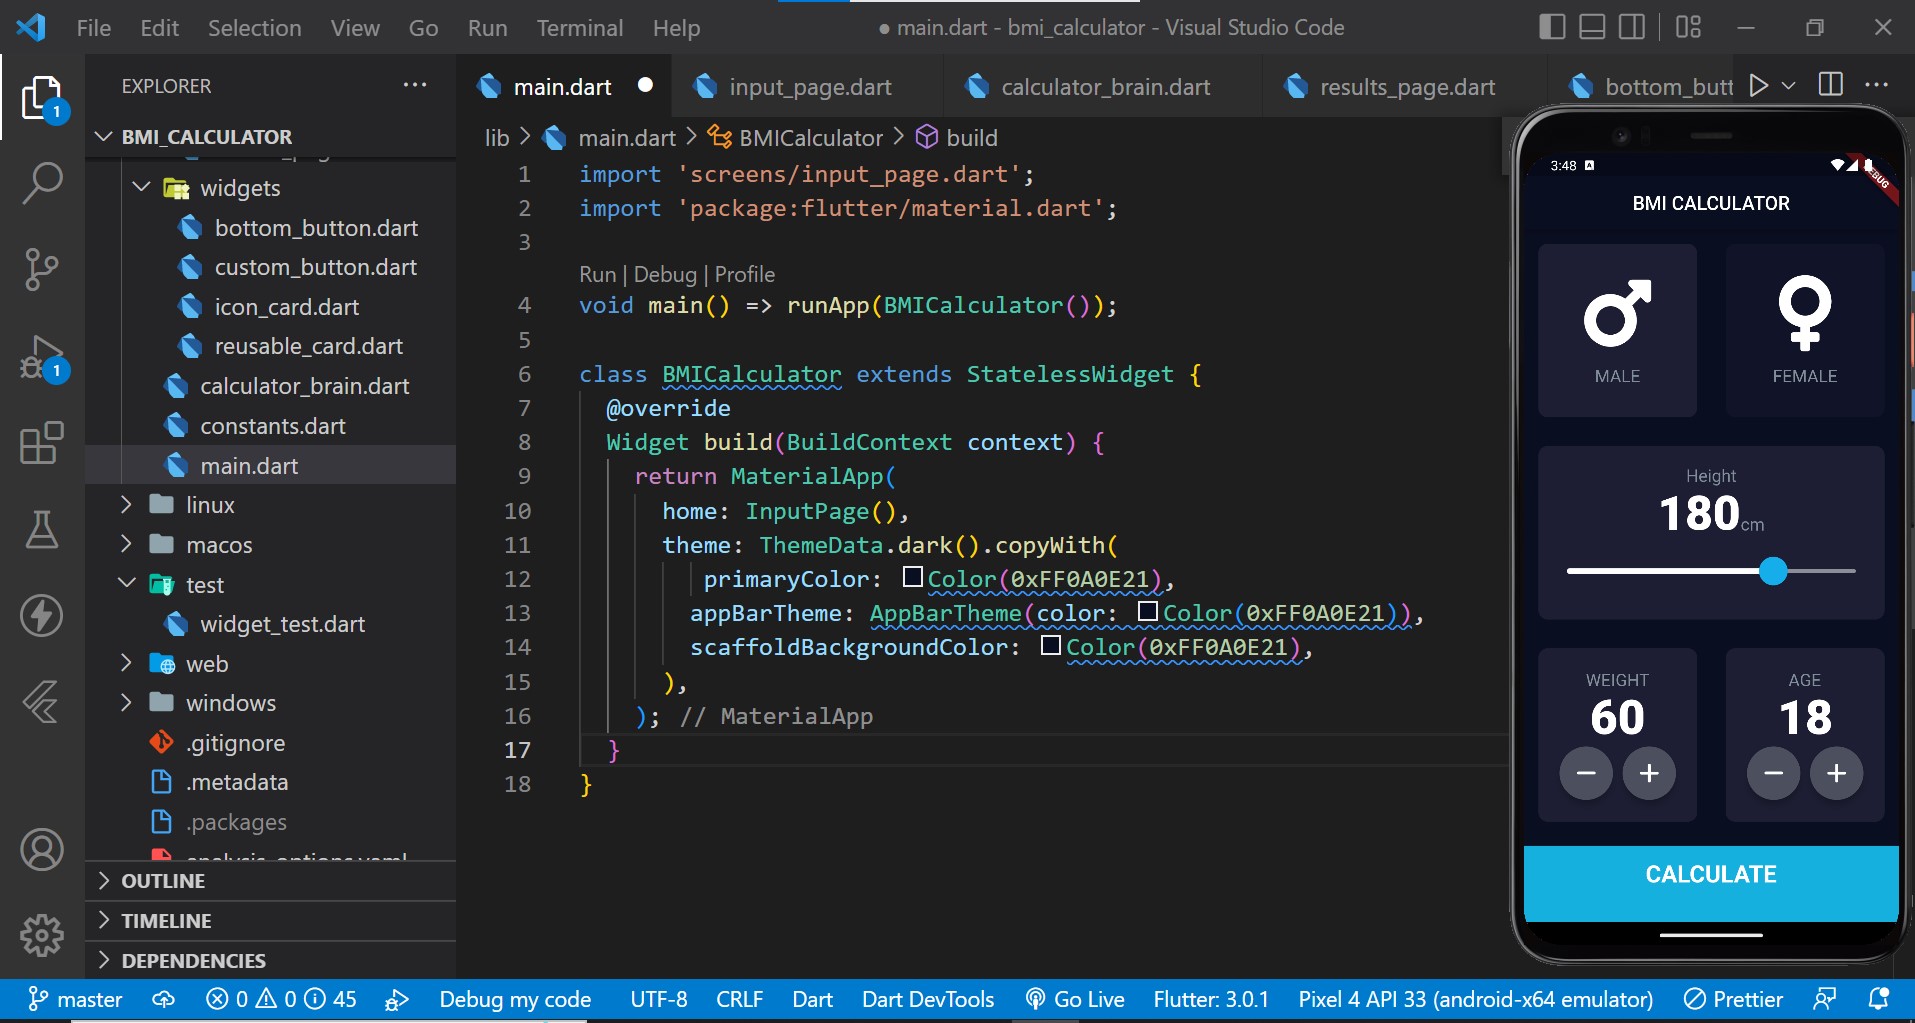 File Edit Selection View Go Run Terminal Help
● main.dart - bmi_calculator - Visual Studio Code
EXPLORER
BMI_CALCULATOR
widgets
bottom_button.dart
custom_button.dart
icon_card.dart
reusable_card.dart
calculator_brain.dart
constants.dart
main.dart
linux
macos
test
widget_test.dart
web
windows
.gitignore
.metadata
.packages
analysis_options.yaml
OUTLINE
TIMELINE
DEPENDENCIES
1
1
main.dart input_page.dart calculator_brain.dart results_page.dart bottom_butt
lib > main.dart > BMICalculator > build
1 import 'screens/input_page.dart';
2 import 'package:flutter/material.dart';
3
Run | Debug | Profile
4 void main() => runApp(BMICalculator());
5
6 class BMICalculator extends StatelessWidget {
7 @override
8 Widget build(BuildContext context) {
9 return MaterialApp(
10 home: InputPage(),
11 theme: ThemeData.dark().copyWith(
12 primaryColor: Color(0xFF0A0E21),
13 appBarTheme: AppBarTheme(color: Color(0xFF0A0E21)),
14 scaffoldBackgroundColor: Color(0xFF0A0E21),
15 ),
16 ); // MaterialApp
17 }
18 }
3:48
BMI CALCULATOR
MALE FEMALE
Height
180cm
WEIGHT AGE
60 18
− + − +
CALCULATE
master 0 0 45 Debug my code UTF-8 CRLF Dart Dart DevTools Go Live Flutter: 3.0.1 Pixel 4 API 33 (android-x64 emulator) Prettier